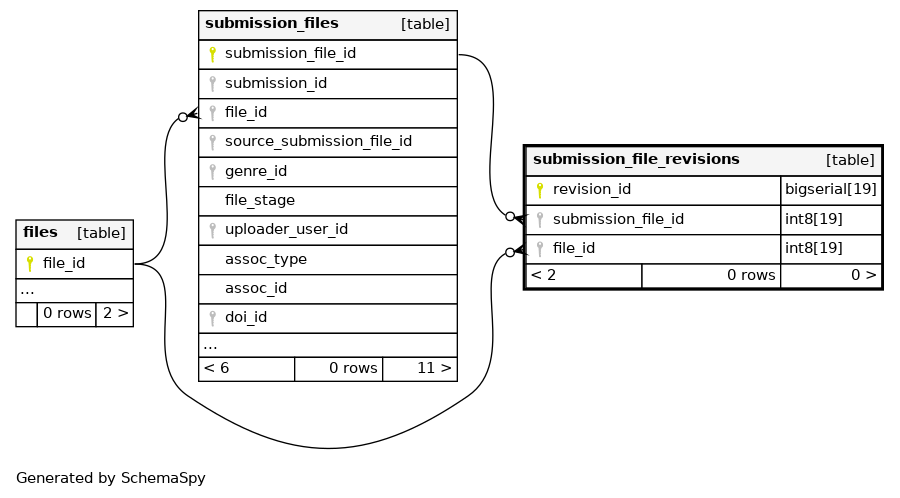 submission_files [table]
submission_file_id
submission_id
file_id
source_submission_file_id
genre_id
file_stage
uploader_user_id
assoc_type
assoc_id
doi_id
...
< 6 0 rows 11 >
submission_file_revisions [table]
revision_id bigserial[19]
submission_file_id int8[19]
file_id int8[19]
< 2 0 rows 0 >
files [table]
file_id
...
0 rows 2 >
Generated by SchemaSpy